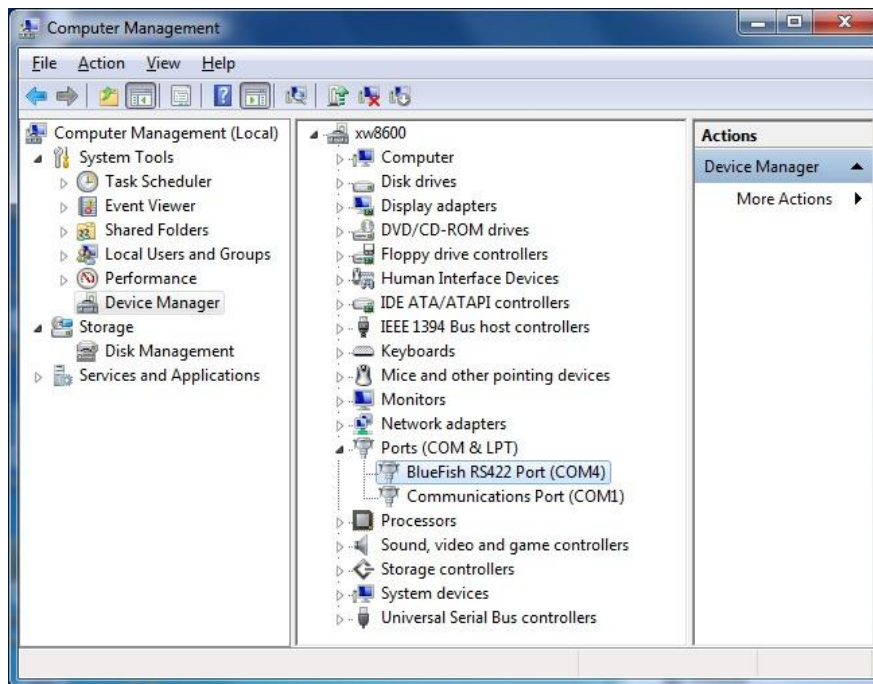 Computer Management
File Action View Help
Computer Management (Local)
System Tools
Task Scheduler
Event Viewer
Shared Folders
Local Users and Groups
Performance
Device Manager
Storage
Disk Management
Services and Applications
xw8600
Computer
Disk drives
Display adapters
DVD/CD-ROM drives
Floppy drive controllers
Human Interface Devices
IDE ATA/ATAPI controllers
IEEE 1394 Bus host controllers
Keyboards
Mice and other pointing devices
Monitors
Network adapters
Ports (COM & LPT)
BlueFish RS422 Port (COM4)
Communications Port (COM1)
Processors
Sound, video and game controllers
Storage controllers
System devices
Universal Serial Bus controllers
Actions
Device Manager
More Actions